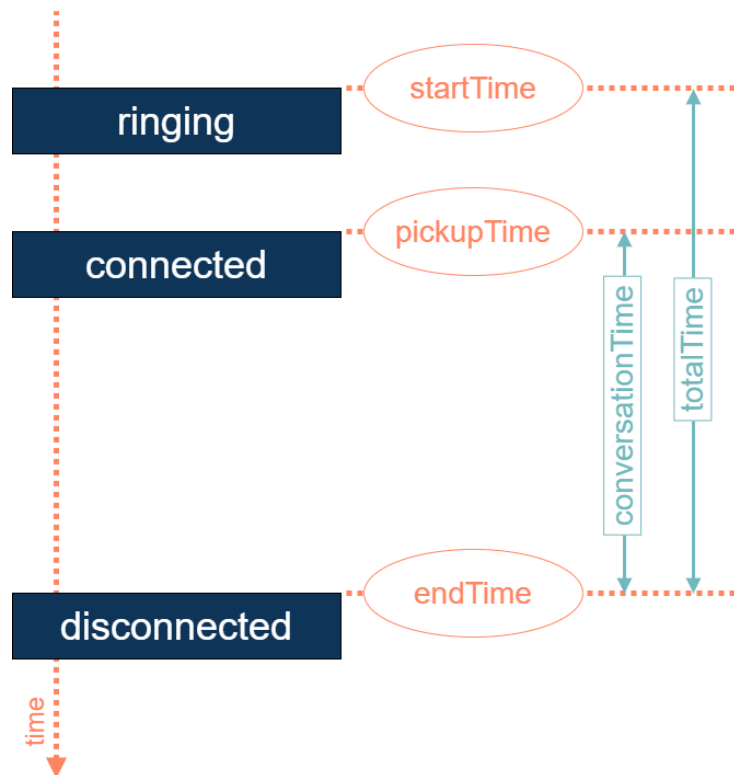 startTime
ringing
pickupTime
connected
conversationTime
totalTime
endTime
disconnected
time